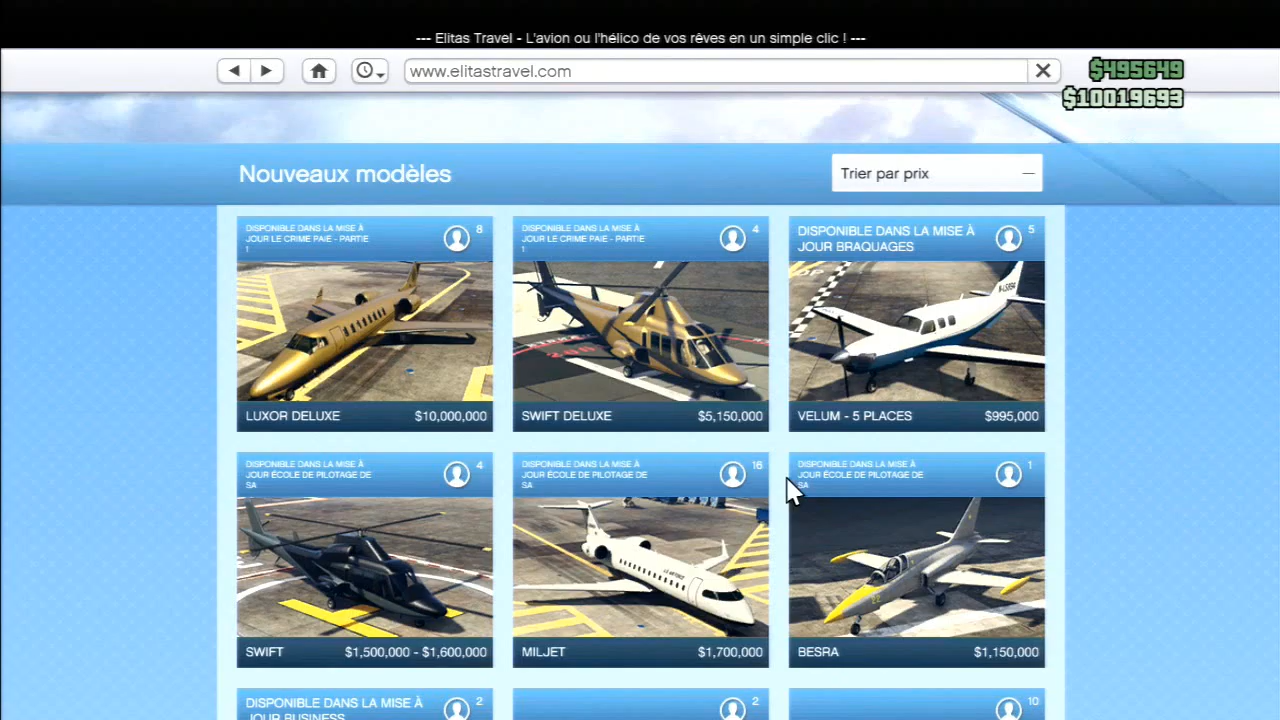 --- Elitas Travel - L'avion ou l'hélico de vos rêves en un simple clic ! ---
www.elitastravel.com
$495649
$10019693
Nouveaux modèles
Trier par prix
DISPONIBLE DANS LA MISE À
JOUR LE CRIME PAIE - PARTIE
1
8
LUXOR DELUXE $10,000,000
DISPONIBLE DANS LA MISE À
JOUR LE CRIME PAIE - PARTIE
1
4
SWIFT DELUXE $5,150,000
DISPONIBLE DANS LA MISE À
JOUR BRAQUAGES
5
VELUM - 5 PLACES $995,000
DISPONIBLE DANS LA MISE À
JOUR ÉCOLE DE PILOTAGE DE
SA
4
SWIFT $1,500,000 - $1,600,000
DISPONIBLE DANS LA MISE À
JOUR ÉCOLE DE PILOTAGE DE
SA
16
MILJET $1,700,000
DISPONIBLE DANS LA MISE À
JOUR ÉCOLE DE PILOTAGE DE
SA
1
22
BESRA $1,150,000
DISPONIBLE DANS LA MISE À
JOUR BUSINESS
2
2
10